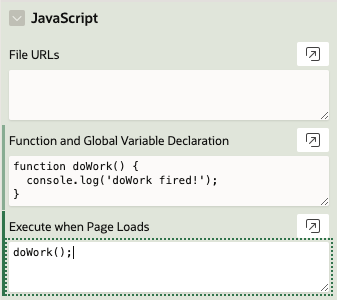 JavaScript
File URLs
Function and Global Variable Declaration
function doWork() {
  console.log('doWork fired!');
}
Execute when Page Loads
doWork();